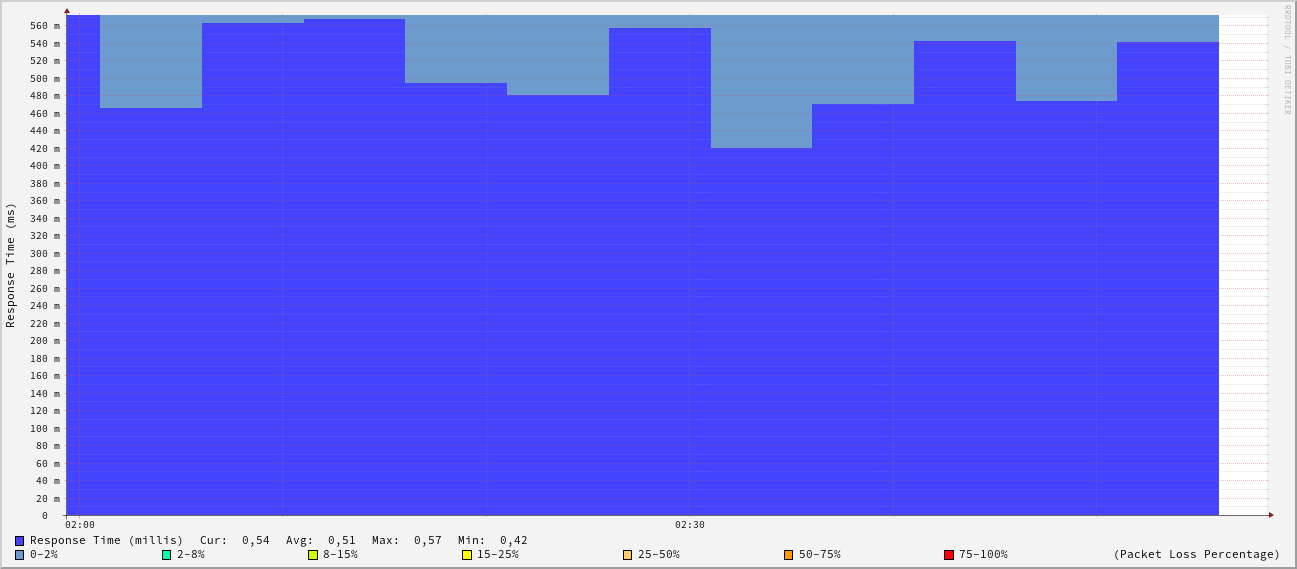 RRDTOOL / TOBI OETIKER
Response Time (ms)
560 m
540 m
520 m
500 m
480 m
460 m
440 m
420 m
400 m
380 m
360 m
340 m
320 m
300 m
280 m
260 m
240 m
220 m
200 m
180 m
160 m
140 m
120 m
100 m
80 m
60 m
40 m
20 m
0
02:00 02:30
Response Time (millis) Cur: 0,54 Avg: 0,51 Max: 0,57 Min: 0,42
0-2% 2-8% 8-15% 15-25% 25-50% 50-75% 75-100% (Packet Loss Percentage)